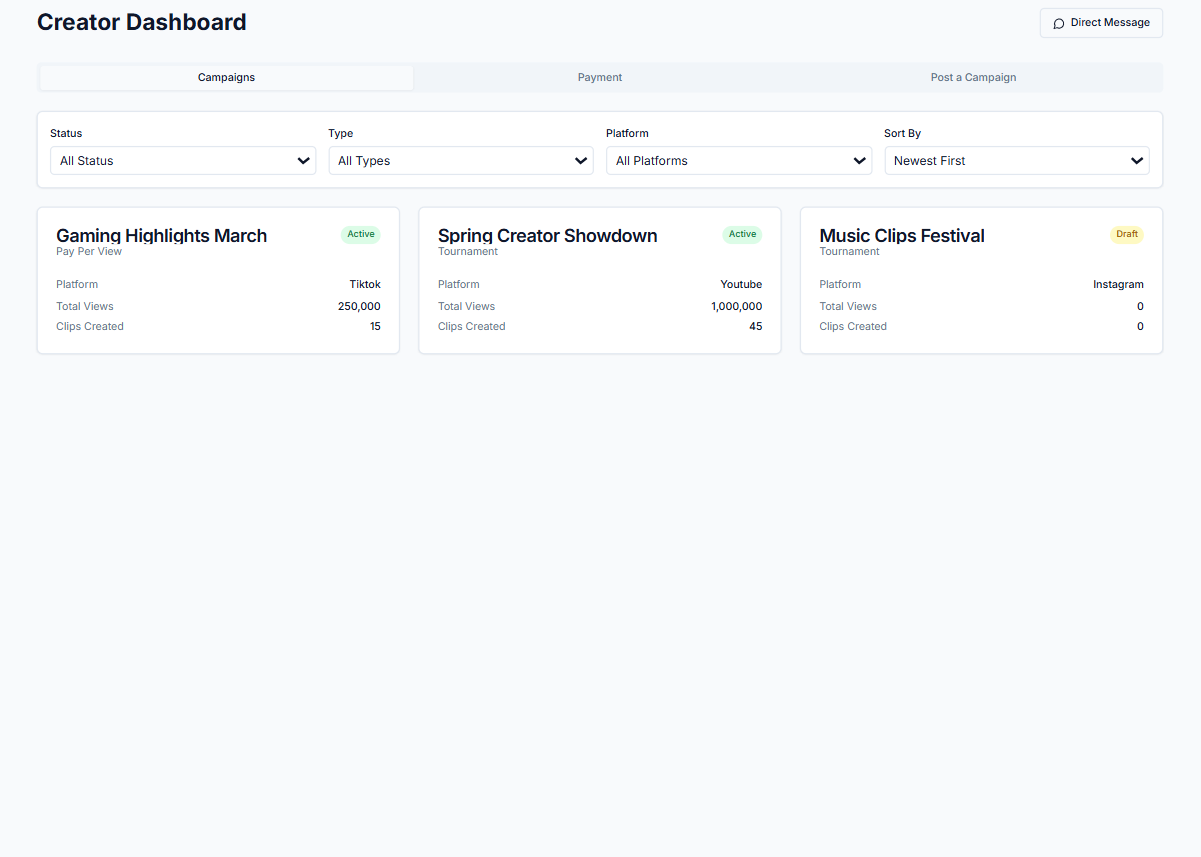 Creator Dashboard
Direct Message
Campaigns Payment Post a Campaign
Status Type Platform Sort By
All Status All Types All Platforms Newest First
Gaming Highlights March Active
Pay Per View
Platform Tiktok
Total Views 250,000
Clips Created 15
Spring Creator Showdown Active
Tournament
Platform Youtube
Total Views 1,000,000
Clips Created 45
Music Clips Festival Draft
Tournament
Platform Instagram
Total Views 0
Clips Created 0